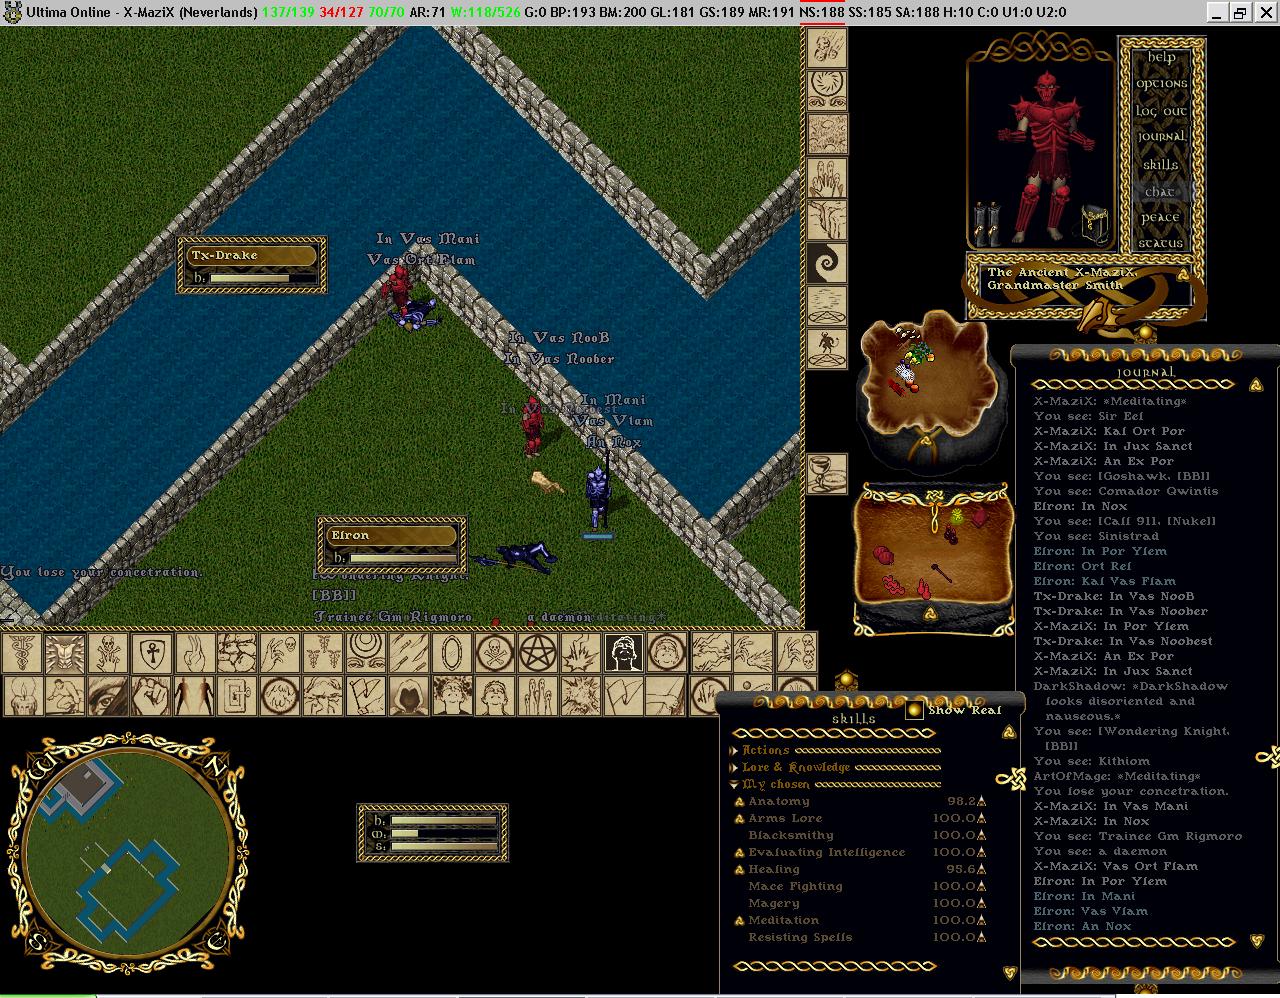 Ultima Online - X-MaziX (Neverlands) 137/139 34/127 70/70 AR:71 W:118/526 G:0 BP:193 BM:200 GL:181 GS:189 MR:191 NS:188 SS:185 SA:188 H:10 C:0 U1:0 U2:0
help
options
log out
journal
skills
chat
peace
status
The Ancient X-MaziX,
Grandmaster Smith
In Vas Mani
Vas Ort Flam
Tx-Drake
h:
In Vas NooB
In Vas Noober
In Vas Noobest
In Mani
Vas Ylam
An Nox
Efron
h:
You lose your concetration.
[Wondering Knight,
[BB]]
Trainee Gm Rigmoro
a daemon
journal
X-MaziX: *Meditating*
You see: Sir Eel
X-MaziX: Kal Ort Por
X-MaziX: In Jux Sanct
X-MaziX: An Ex Por
You see: [Goshawk, [BB]]
You see: Comador Qwintis
Efron: In Nox
You see: [Call 911, [Nuke]]
You see: Sinistrad
Efron: In Por Ylem
Efron: Ort Rel
Efron: Kal Vas Flam
Tx-Drake: In Vas NooB
Tx-Drake: In Vas Noober
X-MaziX: In Por Ylem
Tx-Drake: In Vas Noobest
X-MaziX: An Ex Por
X-MaziX: In Jux Sanct
DarkShadow: *DarkShadow
looks disoriented and
nauseous.*
You see: [Wondering Knight,
[BB]]
You see: Kithiom
ArtOfMage: *Meditating*
You lose your concetration.
X-MaziX: In Vas Mani
X-MaziX: In Nox
You see: Trainee Gm Rigmoro
You see: a daemon
X-MaziX: Vas Ort Flam
Efron: In Por Ylem
Efron: In Mani
Efron: Vas Ylam
Efron: An Nox
skills
Show Real
Actions
Lore & Knowledge
My chosen
Anatomy 98.2
Arms Lore 100.0
Blacksmithy 100.0
Evaluating Intelligence 100.0
Healing 95.6
Mace Fighting 100.0
Magery 100.0
Meditation 100.0
Resisting Spells 100.0
W
N
S
E
h:
m:
s: